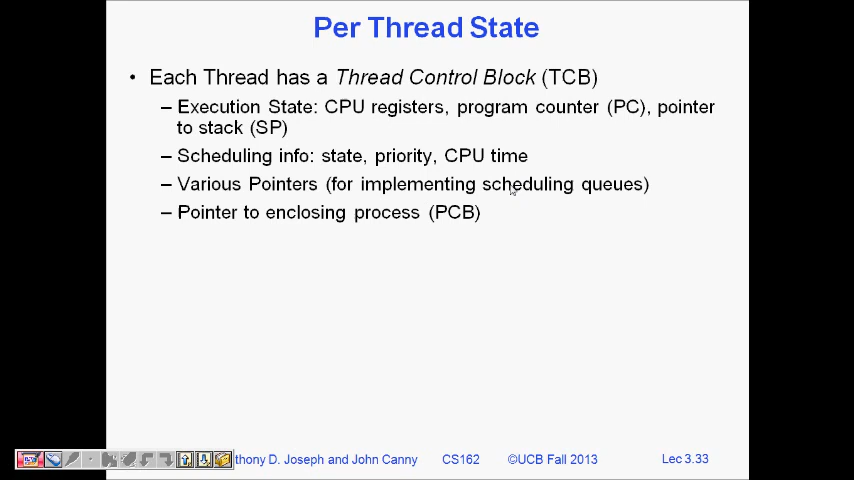 Per Thread State
• Each Thread has a Thread Control Block (TCB)
– Execution State: CPU registers, program counter (PC), pointer
to stack (SP)
– Scheduling info: state, priority, CPU time
– Various Pointers (for implementing scheduling queues)
– Pointer to enclosing process (PCB)
thony D. Joseph and John Canny CS162 ©UCB Fall 2013 Lec 3.33